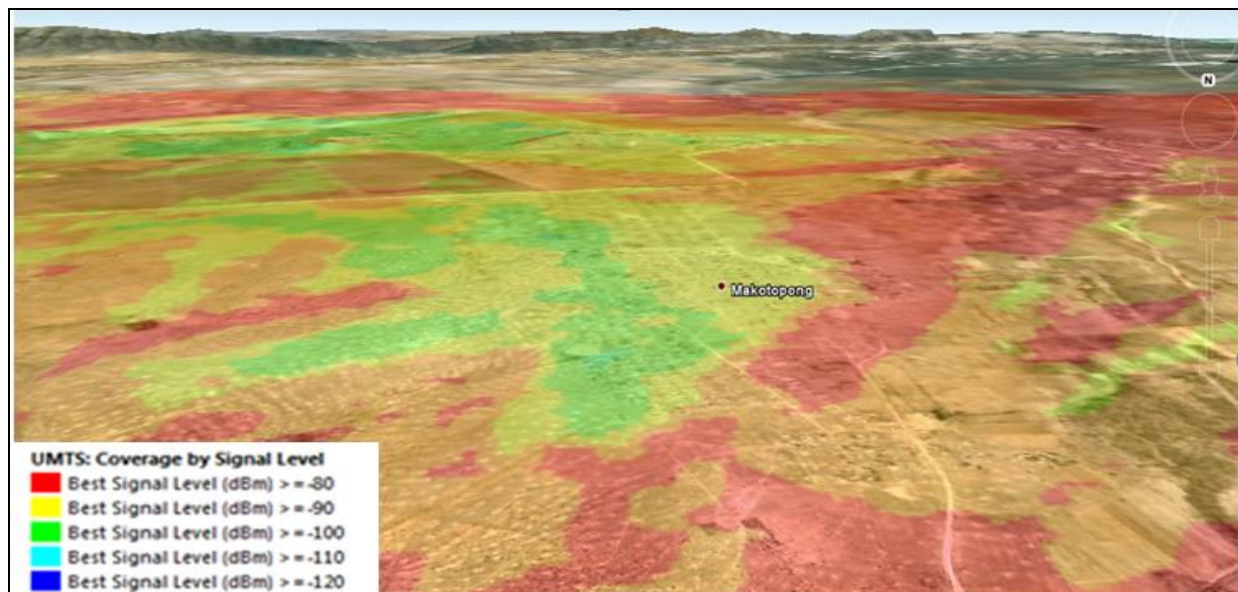 N
Makotopong
UMTS: Coverage by Signal Level
Best Signal Level (dBm) >=-80
Best Signal Level (dBm) >=-90
Best Signal Level (dBm) >=-100
Best Signal Level (dBm) >=-110
Best Signal Level (dBm) >=-120